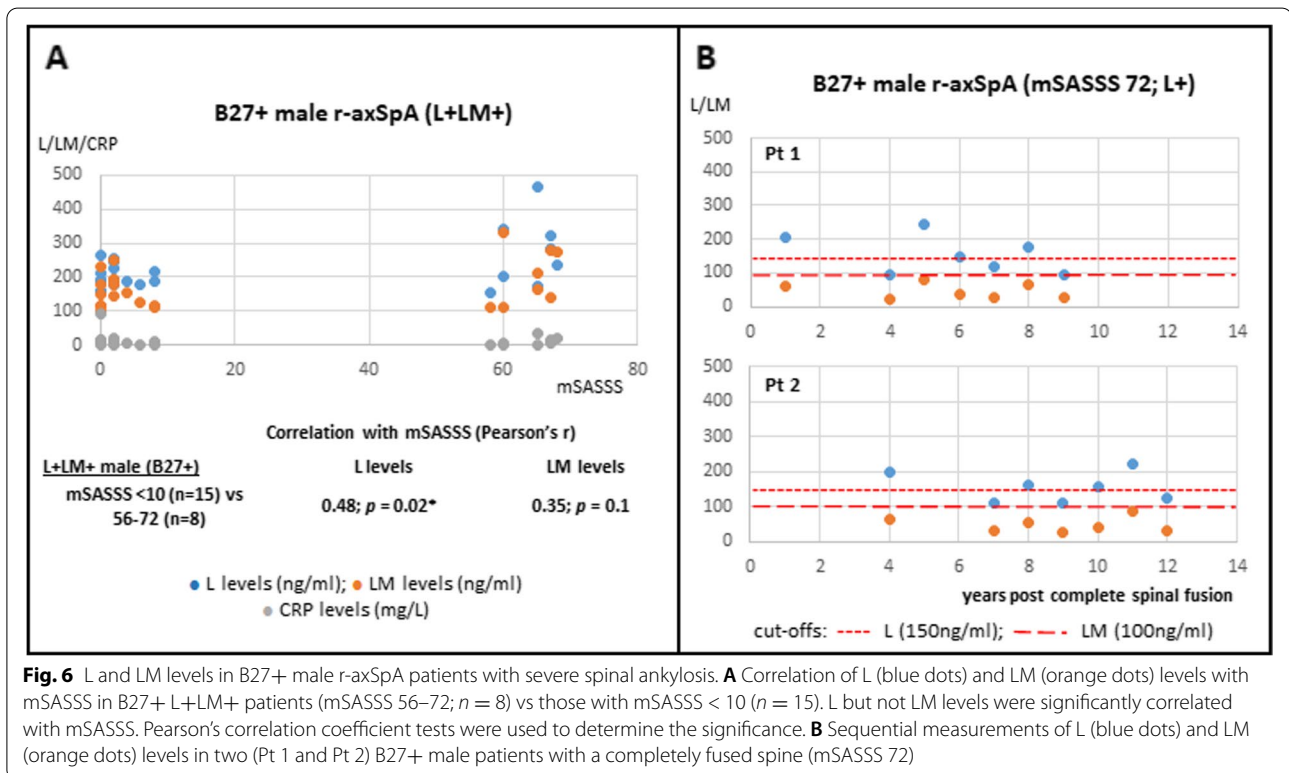 A
B27+ male r-axSpA (L+LM+)
L/LM/CRP
500
400
300
200
100
0
0 20 40 60 80
mSASSS
Correlation with mSASSS (Pearson's r)
L+LM+ male (B27+) L levels LM levels
mSASSS <10 (n=15) vs
56-72 (n=8)
0.48; p = 0.02* 0.35; p = 0.1
L levels (ng/ml); LM levels (ng/ml)
CRP levels (mg/L)
B
B27+ male r-axSpA (mSASSS 72; L+)
L/LM
Pt 1
500
400
300
200
100
0
0 2 4 6 8 10 12 14
Pt 2
500
400
300
200
100
0
0 2 4 6 8 10 12 14
years post complete spinal fusion
cut-offs: L (150ng/ml); LM (100ng/ml)
Fig. 6 L and LM levels in B27+ male r-axSpA patients with severe spinal ankylosis. A Correlation of L (blue dots) and LM (orange dots) levels with
mSASSS in B27+ L+LM+ patients (mSASSS 56–72; n = 8) vs those with mSASSS < 10 (n = 15). L but not LM levels were significantly correlated
with mSASSS. Pearson's correlation coefficient tests were used to determine the significance. B Sequential measurements of L (blue dots) and LM
(orange dots) levels in two (Pt 1 and Pt 2) B27+ male patients with a completely fused spine (mSASSS 72)